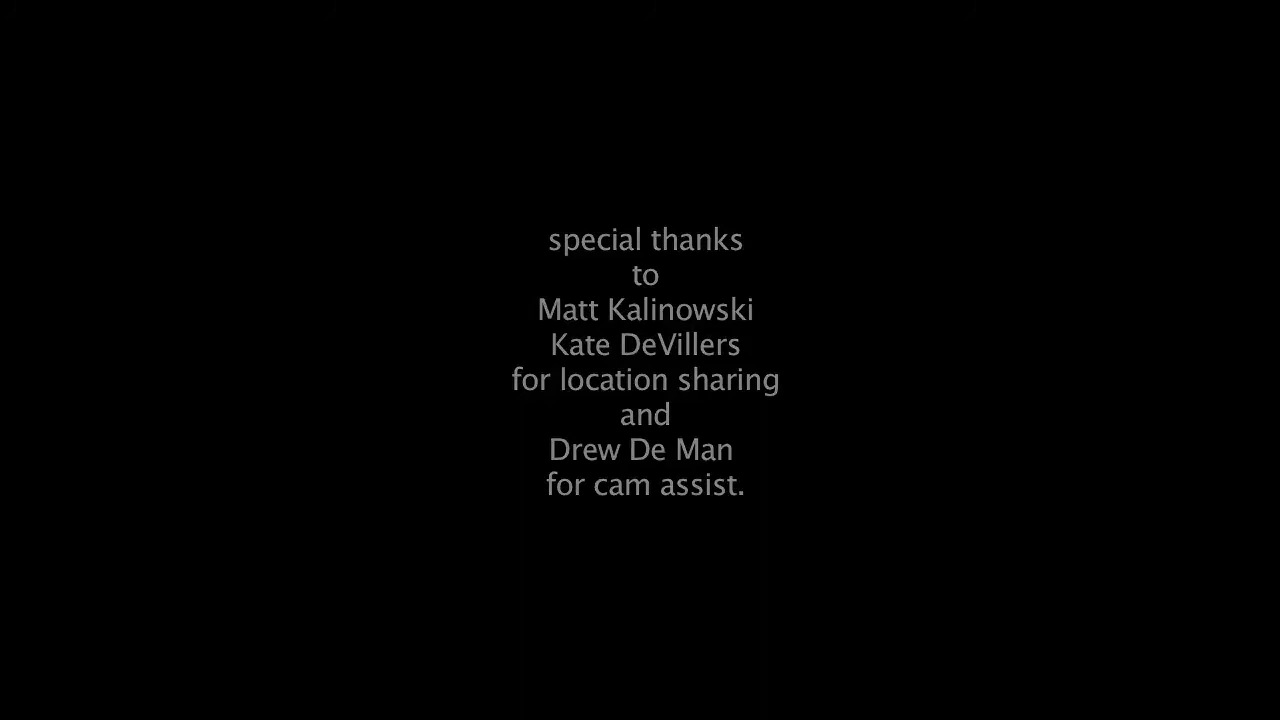 special thanks
to
Matt Kalinowski
Kate DeVillers
for location sharing
and
Drew De Man
for cam assist.